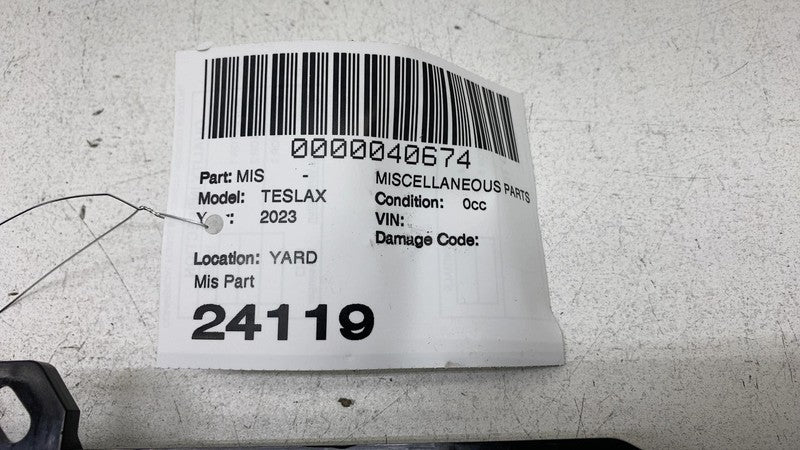 0000040674
Part: MIS - MISCELLANEOUS PARTS
Model: TESLAX Condition: 0cc
2023 VIN:
Damage Code:
Location: YARD
Mis Part
24119